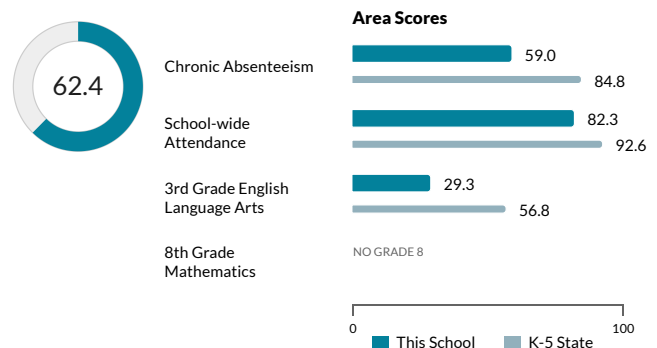 Area Scores
62.4
Chronic Absenteeism
59.0
84.8
School-wide
Attendance
82.3
92.6
3rd Grade English
Language Arts
29.3
56.8
8th Grade
Mathematics
NO GRADE 8
0
100
This School
K-5 State